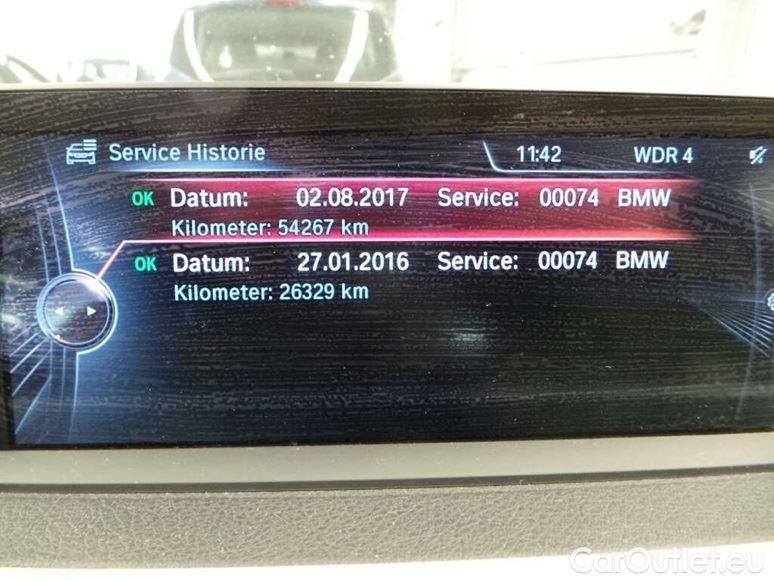 Service Historie 11:42 WDR 4
OK Datum: 02.08.2017 Service: 00074 BMW
Kilometer: 54267 km
OK Datum: 27.01.2016 Service: 00074 BMW
Kilometer: 26329 km
CarOutlet.eu